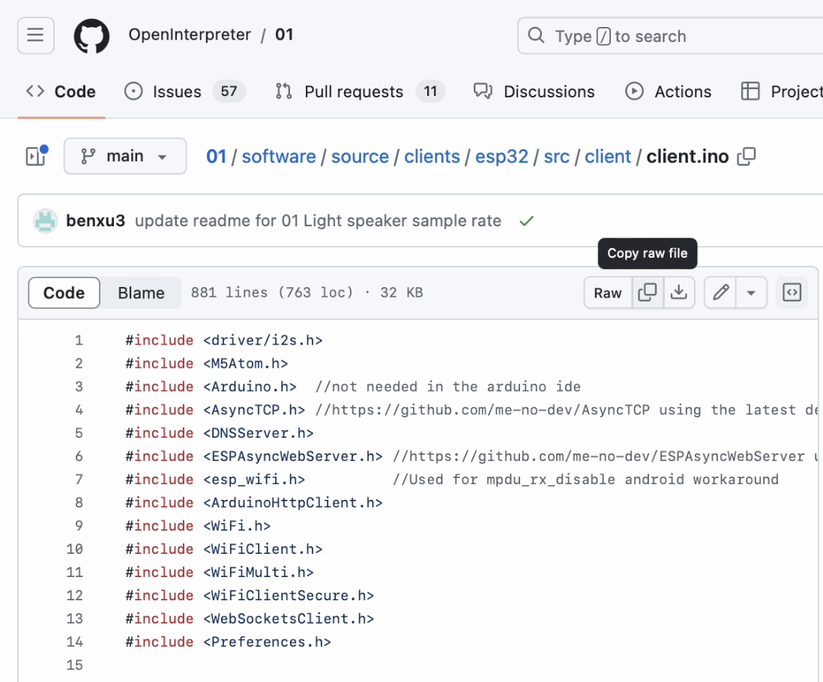 OpenInterpreter / 01
Type / to search
Code Issues 57 Pull requests 11 Discussions Actions Project
main 01 / software / source / clients / esp32 / src / client / client.ino
benxu3 update readme for 01 Light speaker sample rate
Copy raw file
Code Blame 881 lines (763 loc) · 32 KB Raw
1 #include <driver/i2s.h>
2 #include <M5Atom.h>
3 #include <Arduino.h>  //not needed in the arduino ide
4 #include <AsyncTCP.h> //https://github.com/me-no-dev/AsyncTCP using the latest de
5 #include <DNSServer.h>
6 #include <ESPAsyncWebServer.h> //https://github.com/me-no-dev/ESPAsyncWebServer u
7 #include <esp_wifi.h>          //Used for mpdu_rx_disable android workaround
8 #include <ArduinoHttpClient.h>
9 #include <WiFi.h>
10 #include <WiFiClient.h>
11 #include <WiFiMulti.h>
12 #include <WiFiClientSecure.h>
13 #include <WebSocketsClient.h>
14 #include <Preferences.h>
15